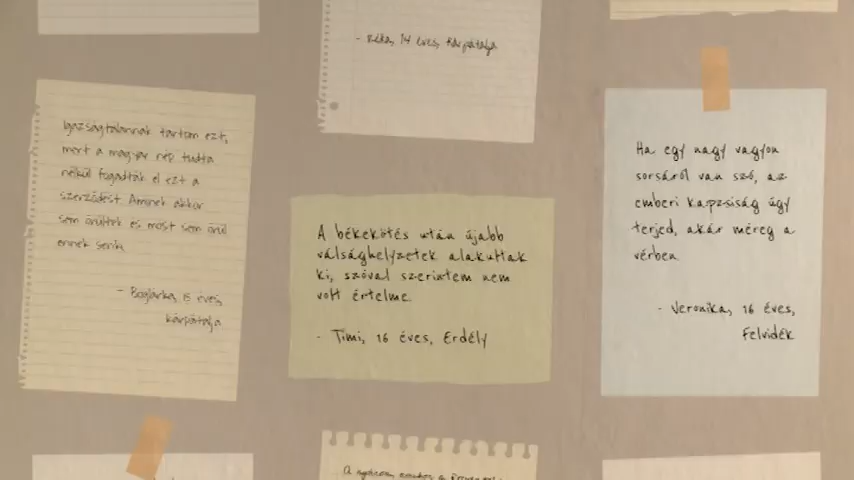 - Réka, 14 éves, Kárpátalja
Igazságtalannak tartom ezt,
mert a magyar nép tudta
nélkül fogadták el ezt a
szerződést. Aminek akkor
sem örültek és most sem örül
ennek senki.
- Boglárka, 15 éves,
Kárpátalja
A békekötés után újabb
válsághelyzetek alakultak
ki, szóval szerintem nem
volt értelme.
- Timi, 16 éves, Erdély
Ha egy nagy vagyon
sorsáról van szó, az
emberi kapzsiság úgy
terjed, akár méreg a
vérben.
- Veronika, 16 éves,
Felvidék
A nyolcon a